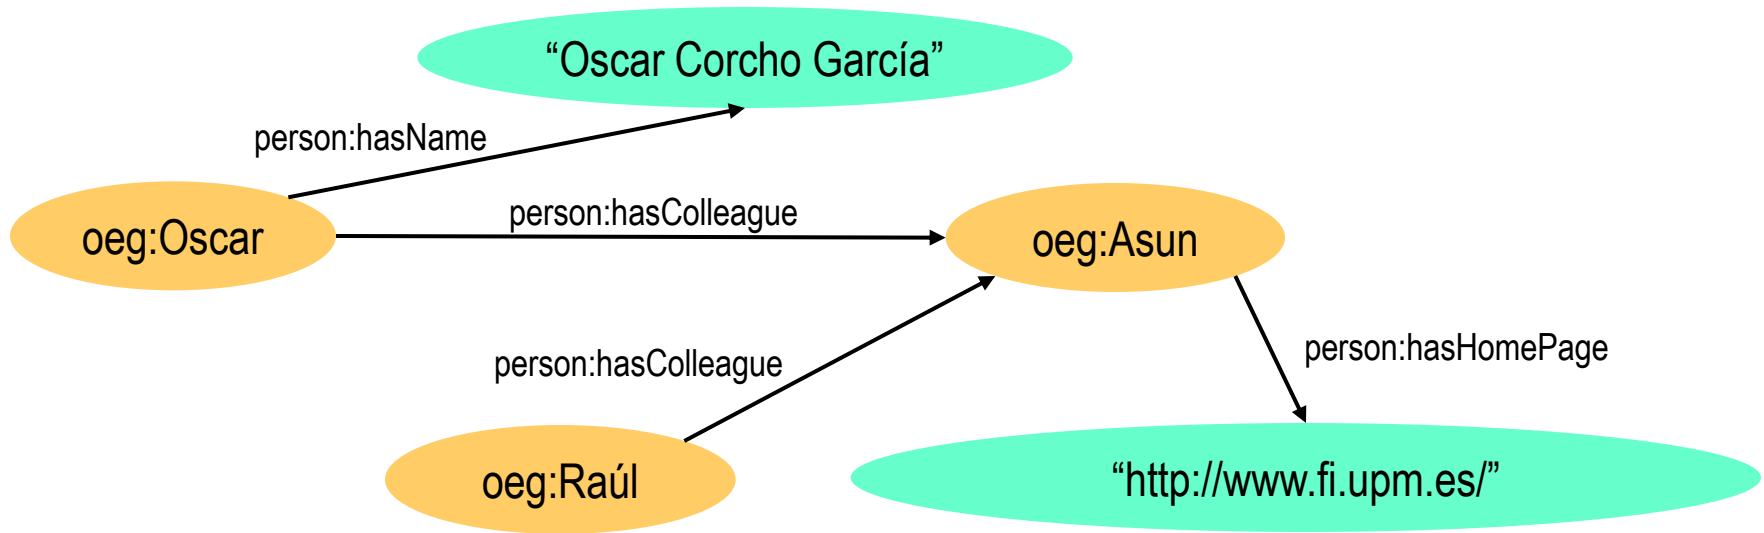 “Oscar Corcho García”
person:hasName
person:hasColleague
oeg:Oscar
oeg:Asun
person:hasColleague
person:hasHomePage
oeg:Raúl
“http://www.fi.upm.es/”